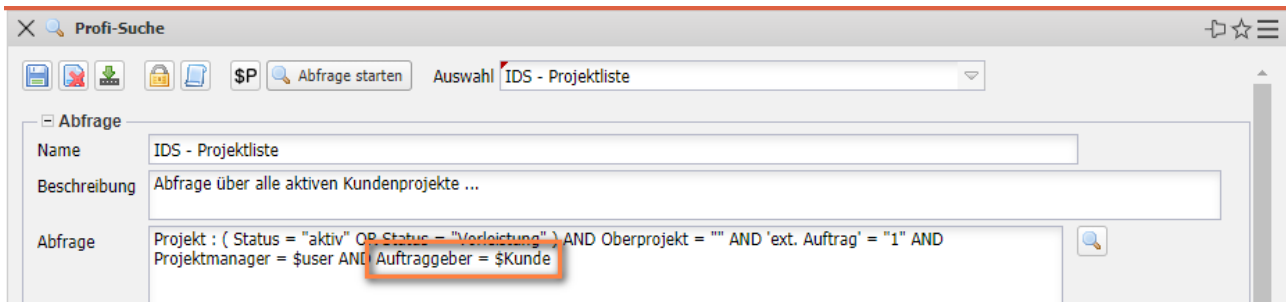 Profi-Suche
$P Abfrage starten Auswahl IDS - Projektliste
Abfrage
Name IDS - Projektliste
Beschreibung Abfrage über alle aktiven Kundenprojekte ...
Abfrage Projekt : ( Status = "aktiv" OR Status = "Vorleistung" ) AND Oberprojekt = "" AND 'ext. Auftrag' = "1" AND
Projektmanager = $user AND Auftraggeber = $Kunde